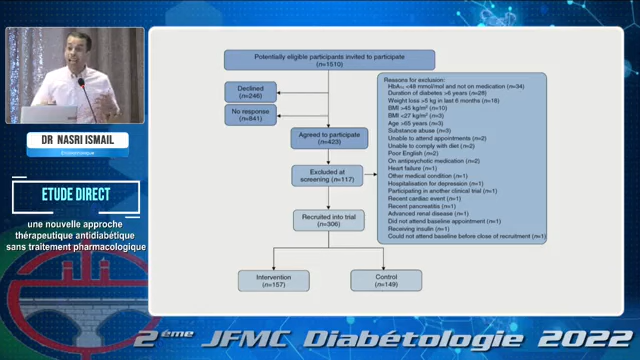 Potentially eligible participants invited to participate
(n=1510)
Declined
(n=246)
No response
(n=841)
Agreed to participate
(n=423)
Excluded at
screening (n=117)
Recruited into trial
(n=306)
Intervention
(n=157)
Control
(n=149)
Reasons for exclusion:
HbA1c <48 mmol/mol and not on medication (n=34)
Duration of diabetes >6 years (n=28)
Weight loss >5 kg in last 6 months (n=18)
BMI >45 kg/m² (n=10)
BMI <27 kg/m² (n=3)
Age >65 years (n=3)
Substance abuse (n=3)
Unable to attend appointments (n=2)
Unable to comply with diet (n=2)
Poor English (n=2)
On antipsychotic medication (n=2)
Heart failure (n=1)
Other medical condition (n=1)
Hospitalisation for depression (n=1)
Participating in another clinical trial (n=1)
Recent cardiac event (n=1)
Recent pancreatitis (n=1)
Advanced renal disease (n=1)
Did not attend baseline appointment (n=1)
Receiving insulin (n=1)
Could not attend baseline before close of recruitment (n=1)
DR NASRI ISMAIL
ETUDE DIRECT
une nouvelle approche
thérapeutique antidiabétique
sans traitement pharmacologique
2ème JFMC Diabétologie 2022